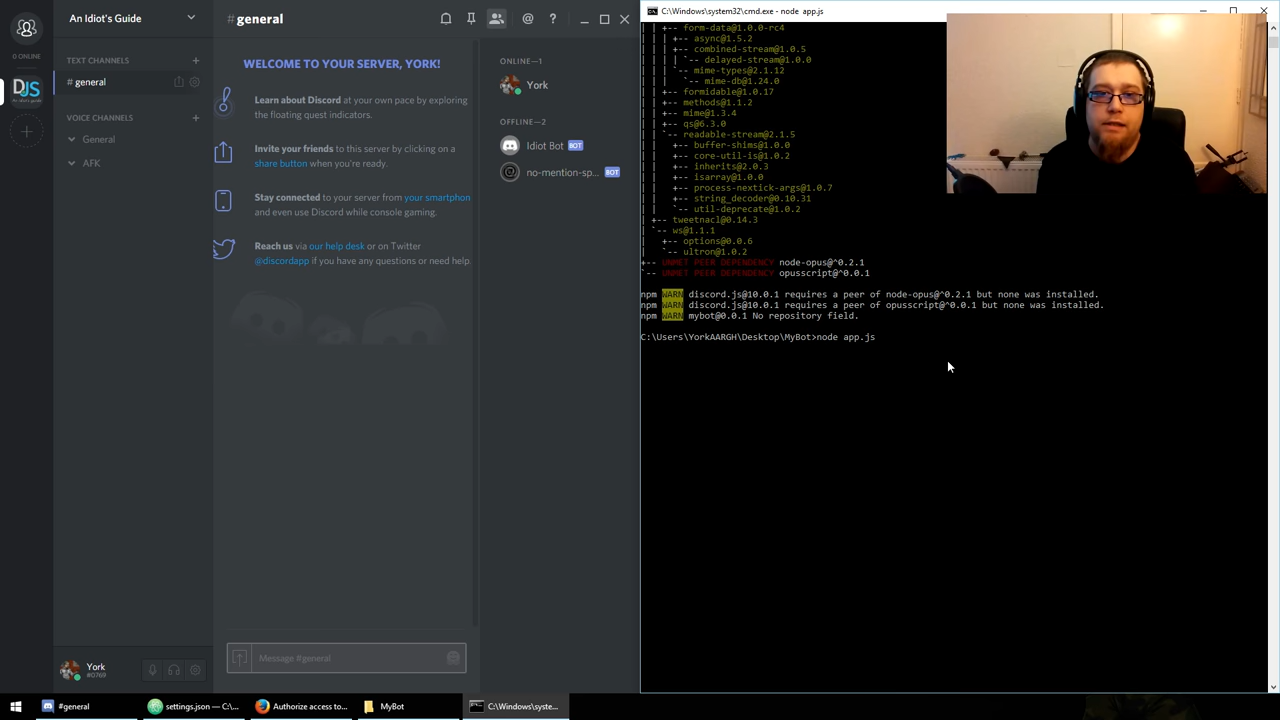 An Idiot's Guide
#general
0 ONLINE
TEXT CHANNELS
# general
DJS
An idiot's guide
VOICE CHANNELS
General
AFK
WELCOME TO YOUR SERVER, YORK!
Learn about Discord at your own pace by exploring
the floating quest indicators.
Invite your friends to this server by clicking on a
share button when you're ready.
Stay connected to your server from your smartphon
and even use Discord while console gaming.
Reach us via our help desk or on Twitter
@discordapp if you have any questions or need help.
ONLINE—1
York
OFFLINE—2
Idiot Bot BOT
no-mention-sp... BOT
York
#0769
Message #general
C:\Windows\system32\cmd.exe - node app.js
| | +-- form-data@1.0.0-rc4
| | | +-- async@1.5.2
| | | +-- combined-stream@1.0.5
| | | | `-- delayed-stream@1.0.0
| | | `-- mime-types@2.1.12
| | |   `-- mime-db@1.24.0
| | +-- formidable@1.0.17
| | +-- methods@1.1.2
| | +-- mime@1.3.4
| | +-- qs@6.3.0
| | `-- readable-stream@2.1.5
| |   +-- buffer-shims@1.0.0
| |   +-- core-util-is@1.0.2
| |   +-- inherits@2.0.3
| |   +-- isarray@1.0.0
| |   +-- process-nextick-args@1.0.7
| |   +-- string_decoder@0.10.31
| |   `-- util-deprecate@1.0.2
| +-- tweetnacl@0.14.3
| `-- ws@1.1.1
|   +-- options@0.0.6
|   `-- ultron@1.0.2
+-- UNMET PEER DEPENDENCY node-opus@^0.2.1
`-- UNMET PEER DEPENDENCY opusscript@^0.0.1
npm WARN discord.js@10.0.1 requires a peer of node-opus@^0.2.1 but none was installed.
npm WARN discord.js@10.0.1 requires a peer of opusscript@^0.0.1 but none was installed.
npm WARN mybot@0.0.1 No repository field.
C:\Users\YorkAARGH\Desktop\MyBot>node app.js
#general
settings.json — C:\...
Authorize access to...
MyBot
C:\Windows\syste...